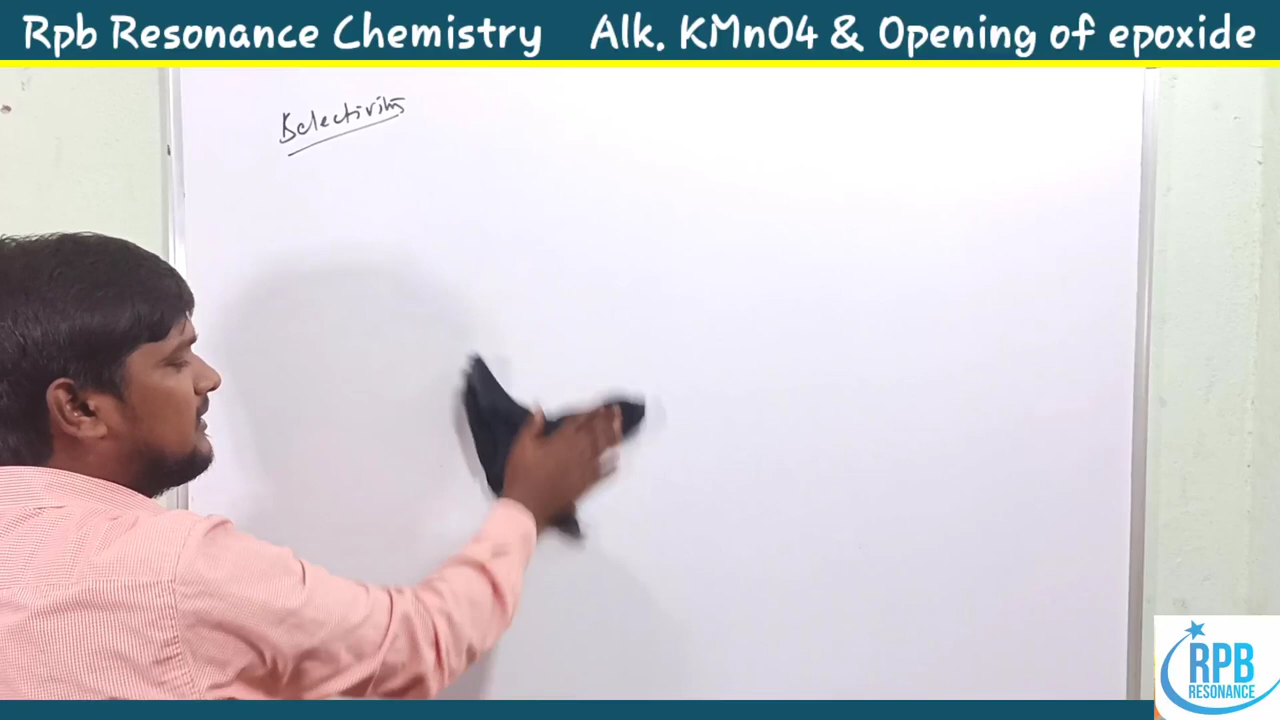 Rpb Resonance Chemistry Alk. KMnO4 & Opening of epoxide
Selectivity
RPB
RESONANCE